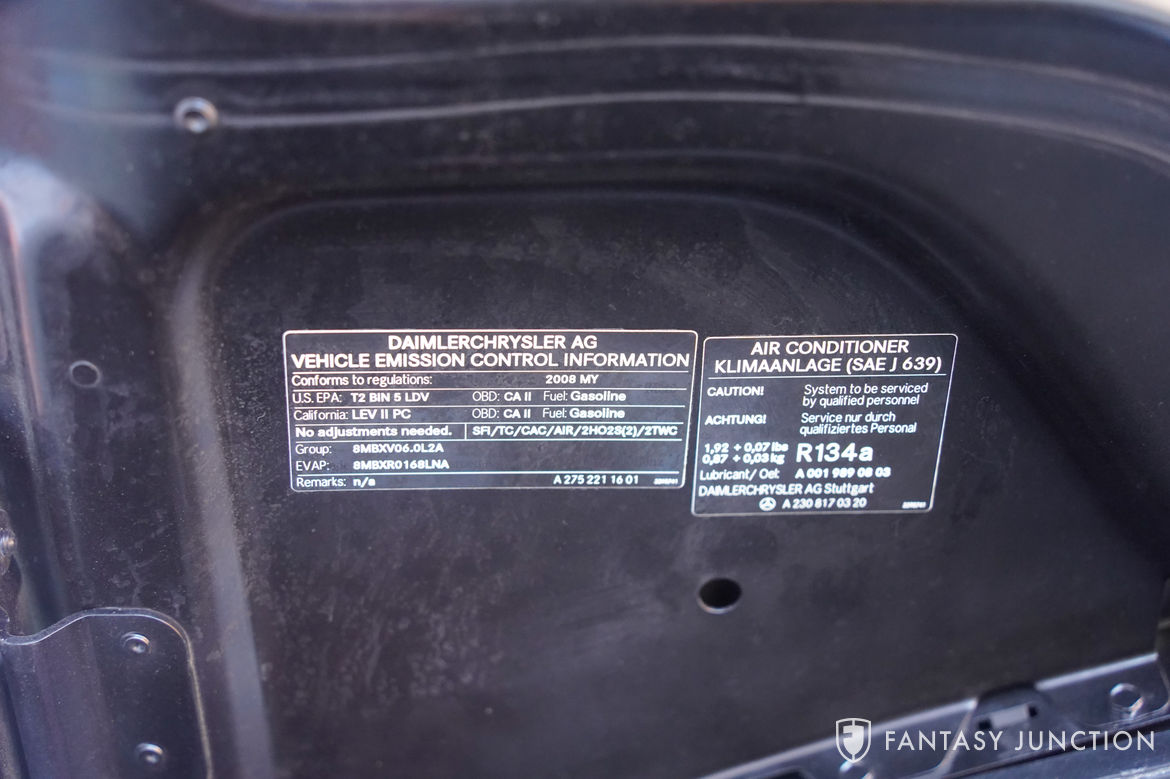 DAIMLERCHRYSLER AG
VEHICLE EMISSION CONTROL INFORMATION
Conforms to regulations: 2008 MY
U.S. EPA: T2 BIN 5 LDV OBD: CA II Fuel: Gasoline
California: LEV II PC OBD: CA II Fuel: Gasoline
No adjustments needed. SFI/TC/CAC/AIR/2HO2S(2)/2TWC
Group: 8MBXV06.0L2A
EVAP: 8MBXR0168LNA
Remarks: n/a A 275 221 16 01
AIR CONDITIONER
KLIMAANLAGE (SAE J 639)
CAUTION! System to be serviced
by qualified personnel
ACHTUNG! Service nur durch
qualifiziertes Personal
1,92 + 0,07 lbs
0,87 + 0,03 kg R134a
Lubricant/ Oel: A 001 989 08 03
DAIMLERCHRYSLER AG Stuttgart
A 230 817 03 20
FANTASY JUNCTION